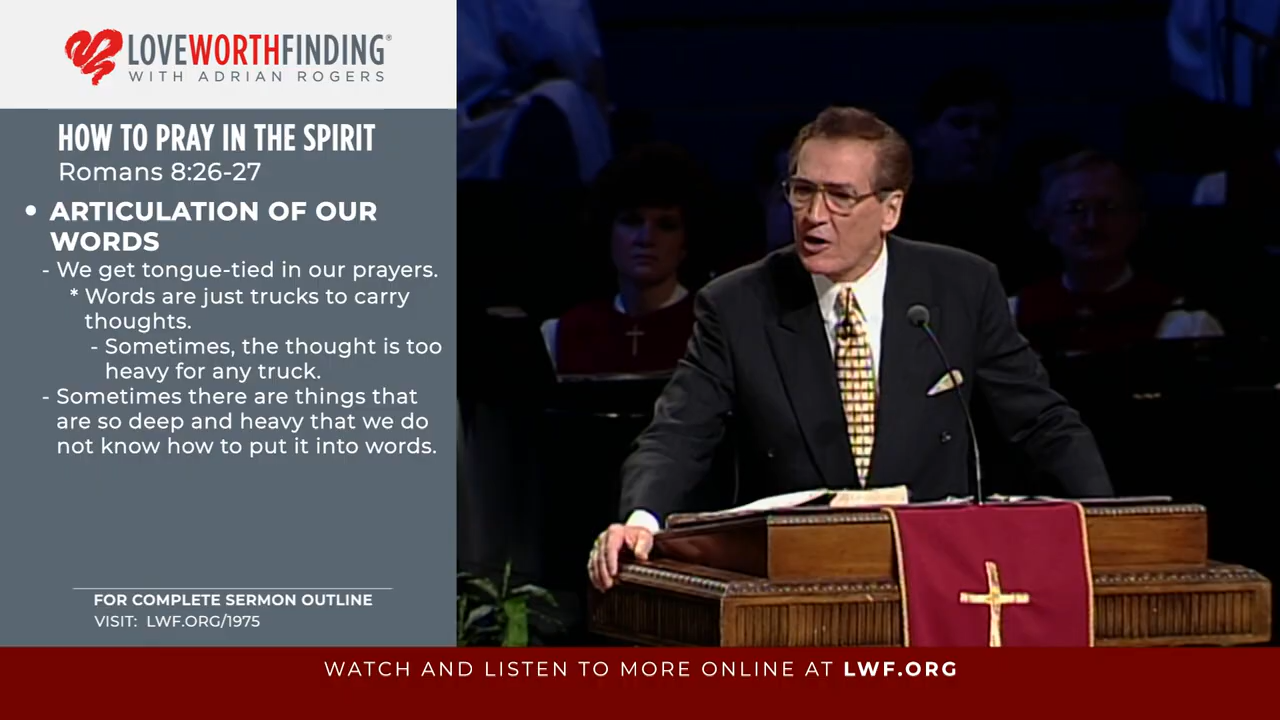 LOVEWORTHFINDING®
WITH ADRIAN ROGERS
HOW TO PRAY IN THE SPIRIT
Romans 8:26-27
• ARTICULATION OF OUR
WORDS
- We get tongue-tied in our prayers.
* Words are just trucks to carry
thoughts.
- Sometimes, the thought is too
heavy for any truck.
- Sometimes there are things that
are so deep and heavy that we do
not know how to put it into words.
FOR COMPLETE SERMON OUTLINE
VISIT: LWF.ORG/1975
WATCH AND LISTEN TO MORE ONLINE AT LWF.ORG